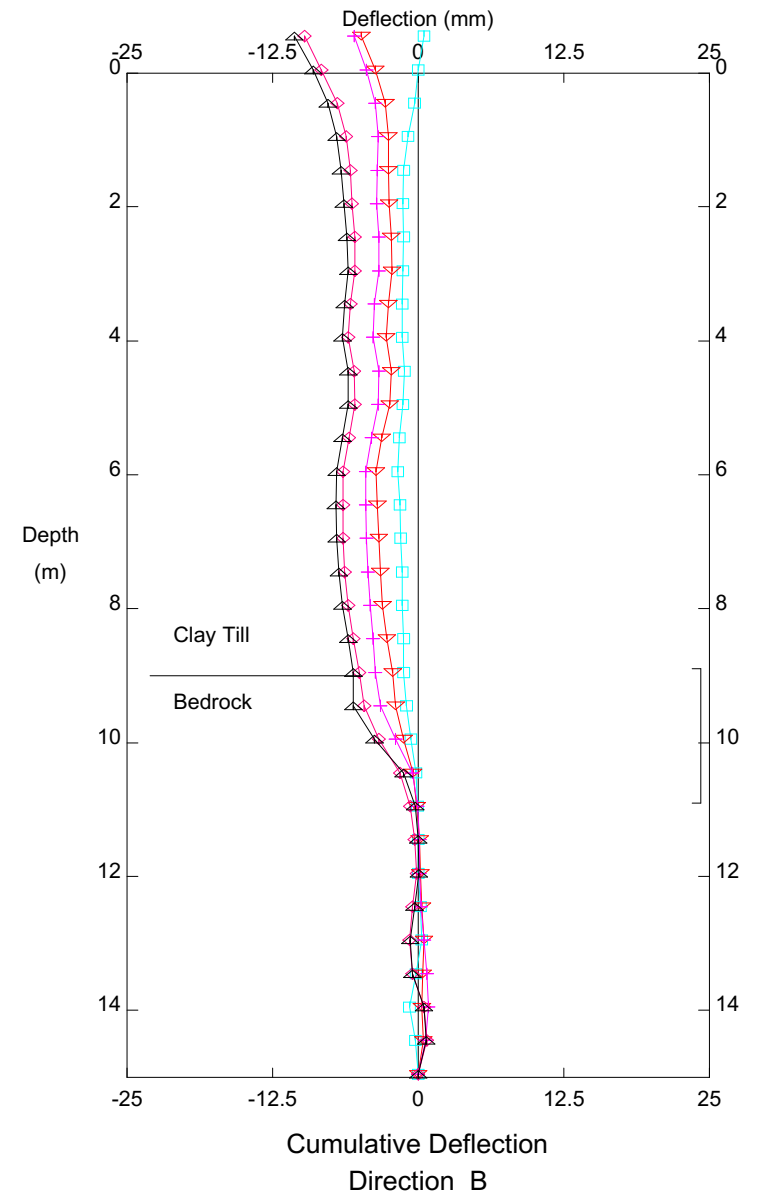 Deflection (mm)
-25 -12.5 0 12.5 25
0 0
2 2
4 4
6 6
Depth
(m)
8 8
Clay Till
Bedrock
10 10
12 12
14 14
-25 -12.5 0 12.5 25
Cumulative Deflection
Direction B